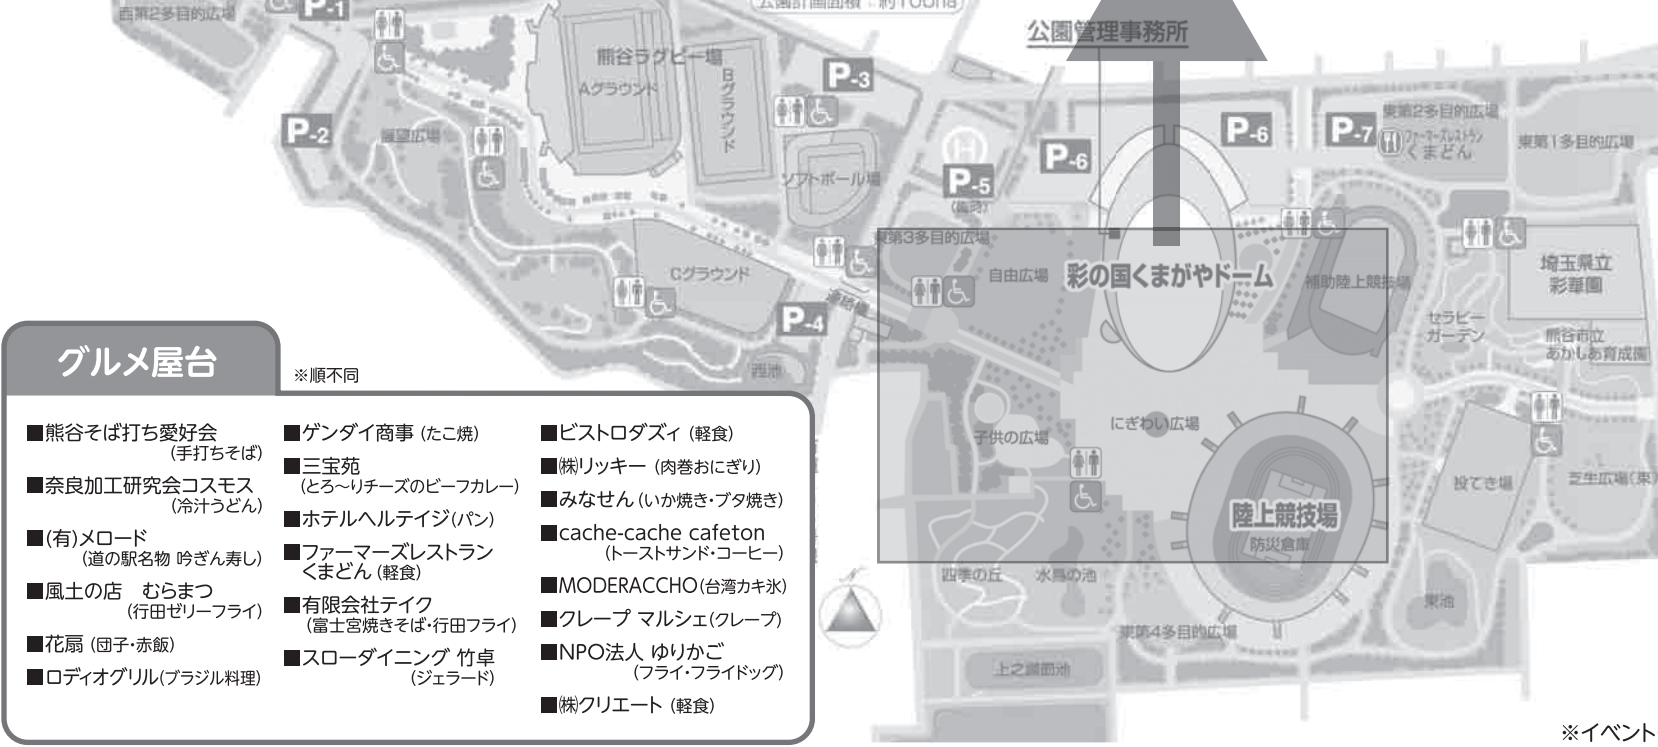 西第2多目的広場
P-1
公園計画面積:約100ha
公園管理事務所
熊谷ラグビー場
Aグラウンド
Bグラウンド
P-3
P-2
展望広場
ソフトボール場
P-5
(臨時)
P-6
P-6
P-7
東第2多目的広場
ファーマーズレストラン
くまどん
東第1多目的広場
東第3多目的広場
自由広場
彩の国くまがやドーム
補助陸上競技場
埼玉県立
彩華園
Cグラウンド
連絡橋
P-4
セラピー
ガーデン
熊谷市立
あかしあ育成園
西池
にぎわい広場
子供の広場
陸上競技場
防災倉庫
投てき場
芝生広場(東)
四季の丘
水鳥の池
東池
東第4多目的広場
グルメ屋台
※順不同
■熊谷そば打ち愛好会
(手打ちそば)
■奈良加工研究会コスモス
(冷汁うどん)
■(有)メロード
(道の駅名物 吟ぎん寿し)
■風土の店 むらまつ
(行田ゼリーフライ)
■花扇 (団子・赤飯)
■ロディオグリル(ブラジル料理)
■ゲンダイ商事 (たこ焼)
■三宝苑
(とろ〜りチーズのビーフカレー)
■ホテルヘルテイジ(パン)
■ファーマーズレストラン
くまどん (軽食)
■有限会社テイク
(富士宮焼きそば・行田フライ)
■スローダイニング 竹卓
(ジェラード)
■ビストロダズィ (軽食)
■㈱リッキー (肉巻おにぎり)
■みなせん (いか焼き・ブタ焼き)
■cache-cache cafeton
(トーストサンド・コーヒー)
■MODERACCHO(台湾カキ氷)
■クレープ マルシェ(クレープ)
■NPO法人 ゆりかご
(フライ・フライドッグ)
■㈱クリエート (軽食)
※イベント